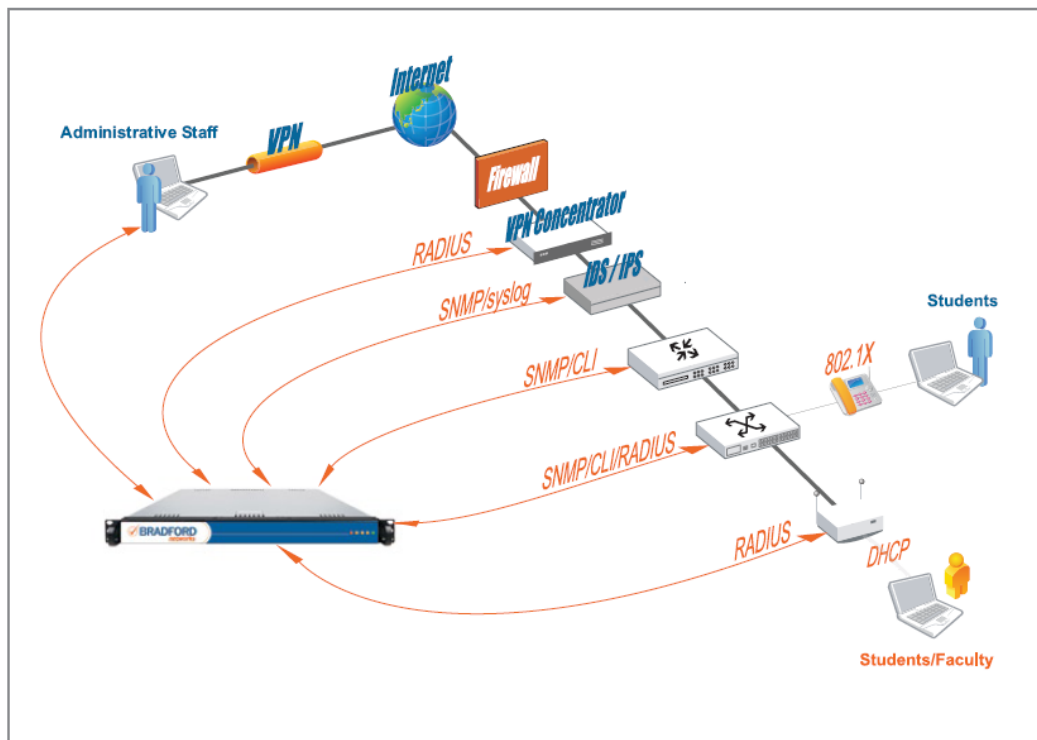 Internet
Administrative Staff
VPN
Firewall
VPN Concentrator
RADIUS
IDS / IPS
SNMP/syslog
Students
802.1X
SNMP/CLI
SNMP/CLI/RADIUS
BRADFORD
networks
RADIUS
DHCP
Students/Faculty